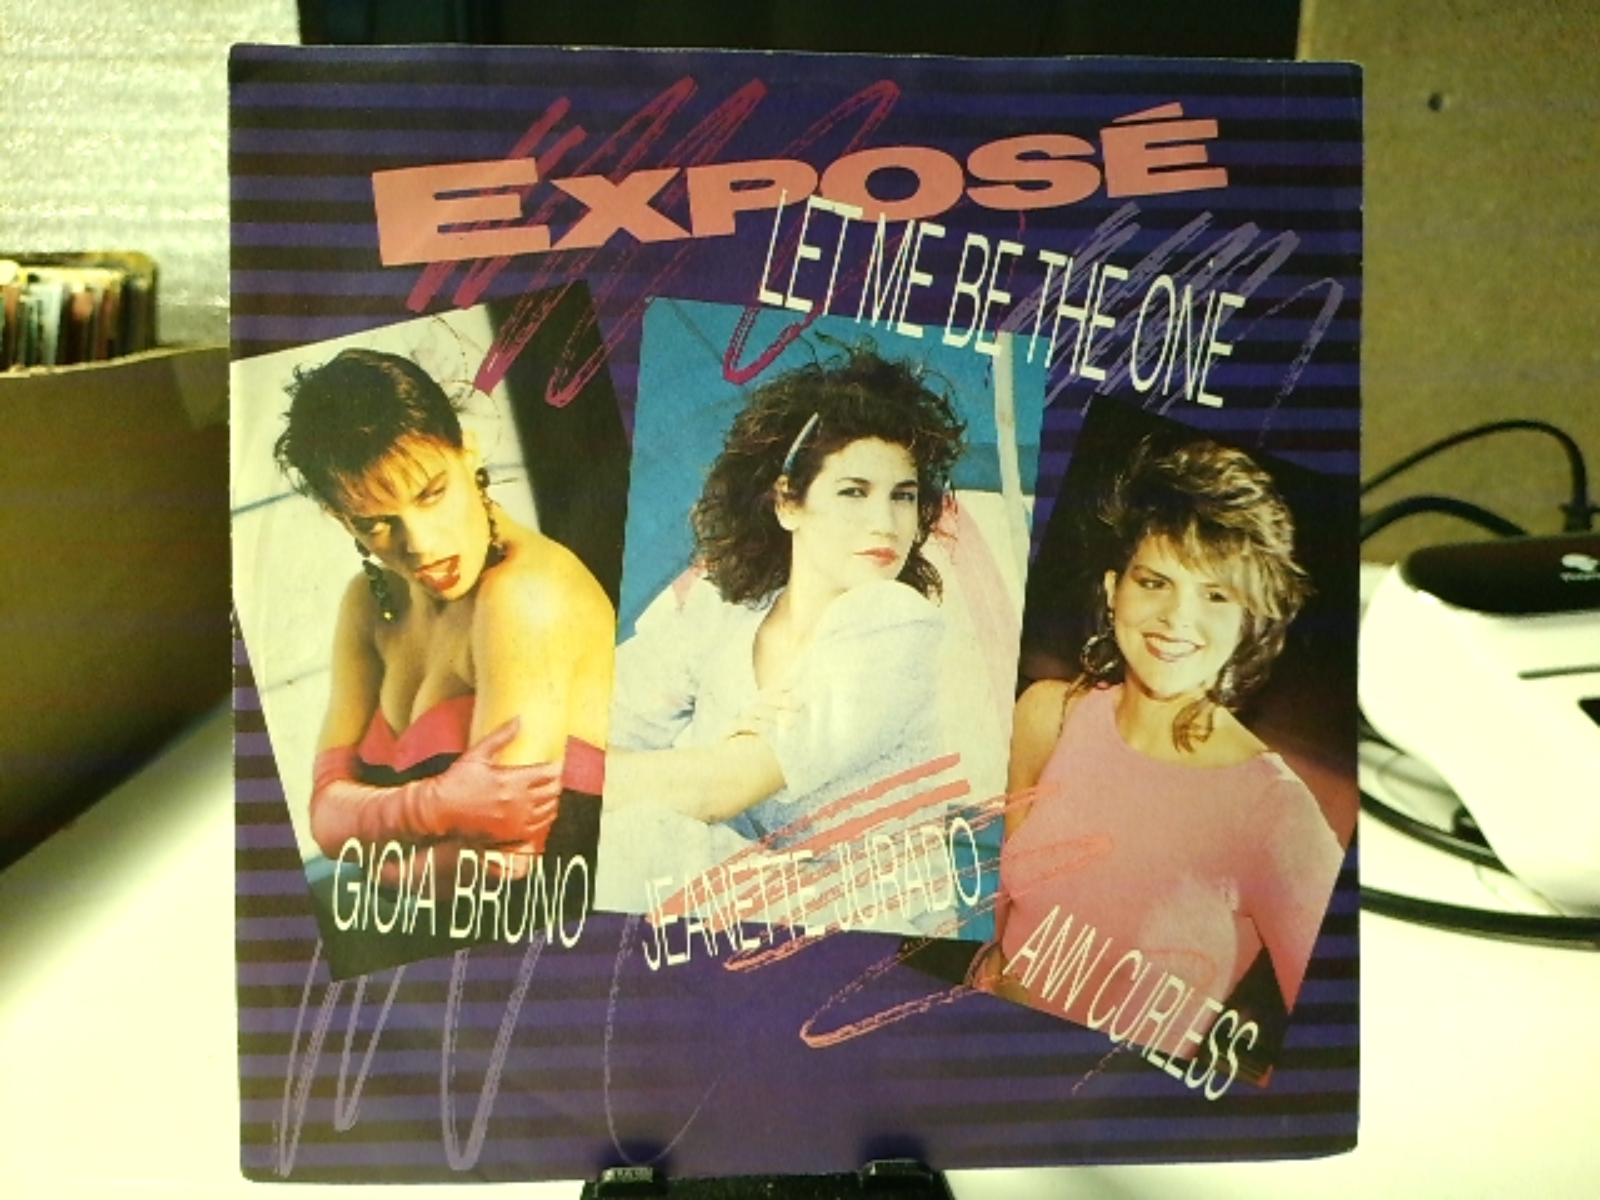 EXPOSÉ
LET ME BE THE ONE
GIOIA BRUNO
JEANETTE JURADO
ANN CURLESS